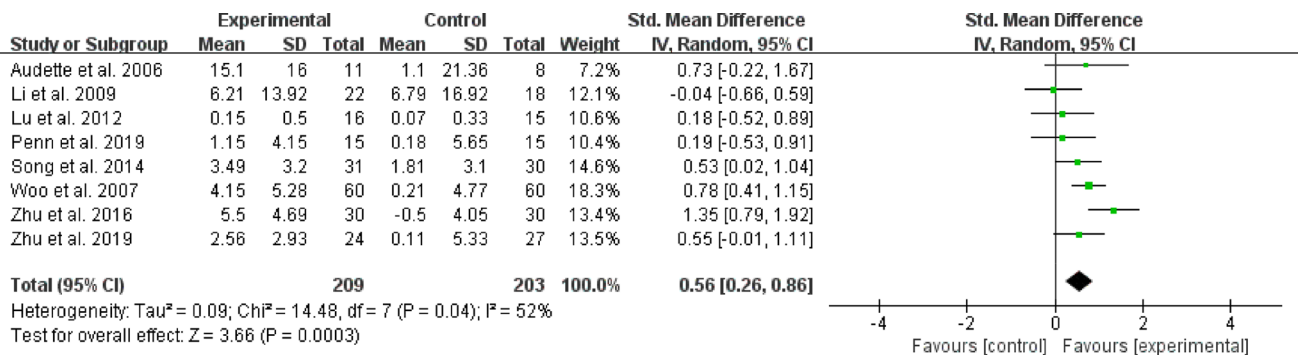 Experimental Control Std. Mean Difference Std. Mean Difference
Study or Subgroup Mean SD Total Mean SD Total Weight IV, Random, 95% CI IV, Random, 95% CI
Audette et al. 2006 15.1 16 11 1.1 21.36 8 7.2% 0.73 [-0.22, 1.67]
Li et al. 2009 6.21 13.92 22 6.79 16.92 18 12.1% -0.04 [-0.66, 0.59]
Lu et al. 2012 0.15 0.5 16 0.07 0.33 15 10.6% 0.18 [-0.52, 0.89]
Penn et al. 2019 1.15 4.15 15 0.18 5.65 15 10.4% 0.19 [-0.53, 0.91]
Song et al. 2014 3.49 3.2 31 1.81 3.1 30 14.6% 0.53 [0.02, 1.04]
Woo et al. 2007 4.15 5.28 60 0.21 4.77 60 18.3% 0.78 [0.41, 1.15]
Zhu et al. 2016 5.5 4.69 30 -0.5 4.05 30 13.4% 1.35 [0.79, 1.92]
Zhu et al. 2019 2.56 2.93 24 0.11 5.33 27 13.5% 0.55 [-0.01, 1.11]
Total (95% CI) 209 203 100.0% 0.56 [0.26, 0.86]
Heterogeneity: Tau² = 0.09; Chi² = 14.48, df = 7 (P = 0.04); I² = 52%
Test for overall effect: Z = 3.66 (P = 0.0003)
-4 -2 0 2 4
Favours [control] Favours [experimental]